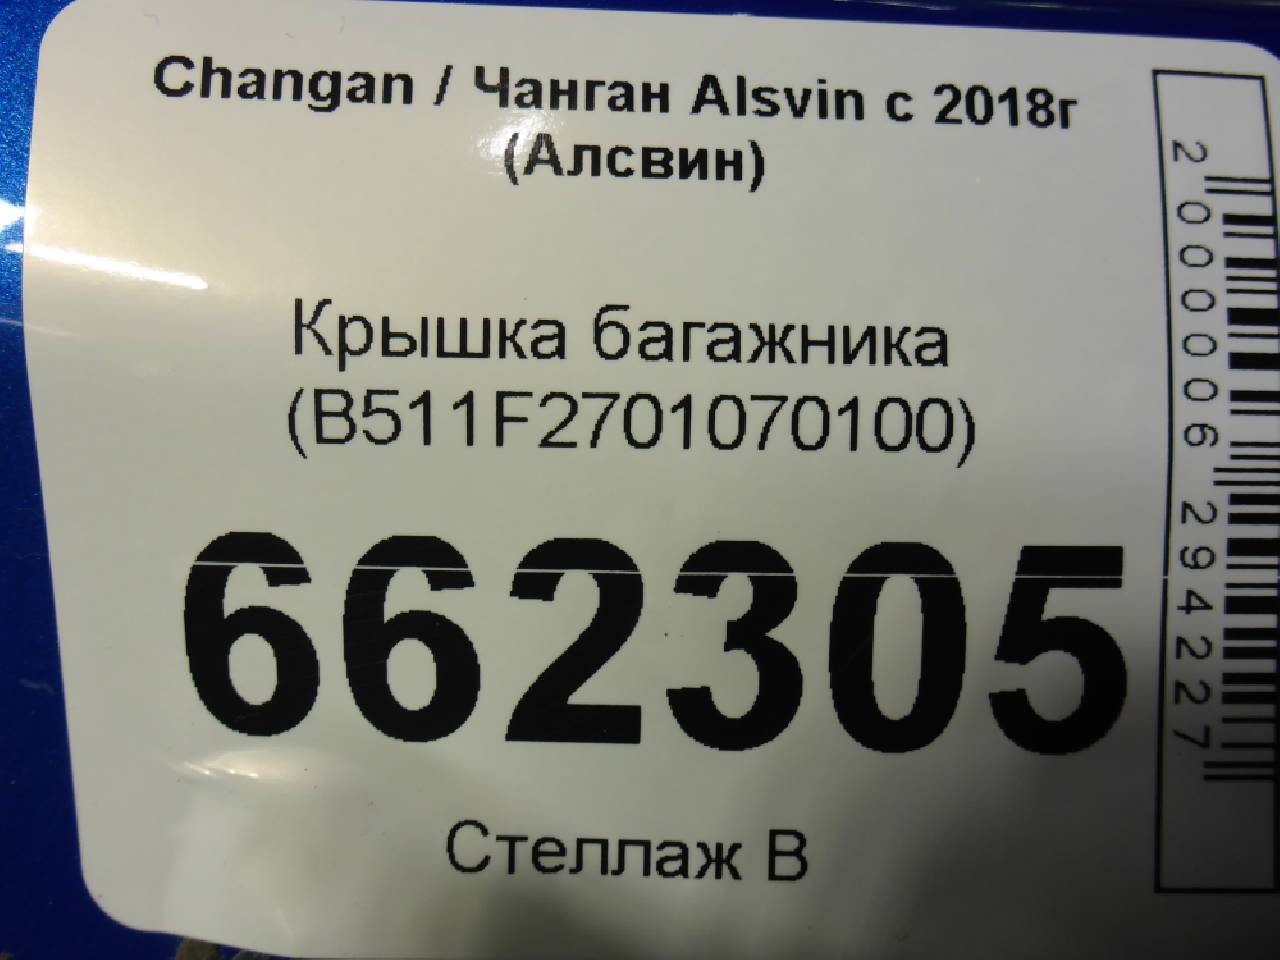 Changan / Чанган Alsvin с 2018г
(Алсвин)
Крышка багажника
(B511F2701070100)
662305
Стеллаж В
2000006294227